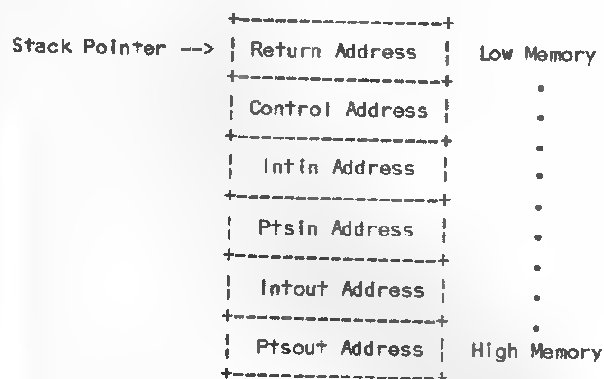 +-----------------+
Stack Pointer --> | Return Address | Low Memory
+-----------------+ .
| Control Address | .
+-----------------+ .
| Intin Address | .
+-----------------+ .
| Ptsin Address | .
+-----------------+ .
| Intout Address | .
+-----------------+ .
| Ptsout Address | High Memory
+-----------------+